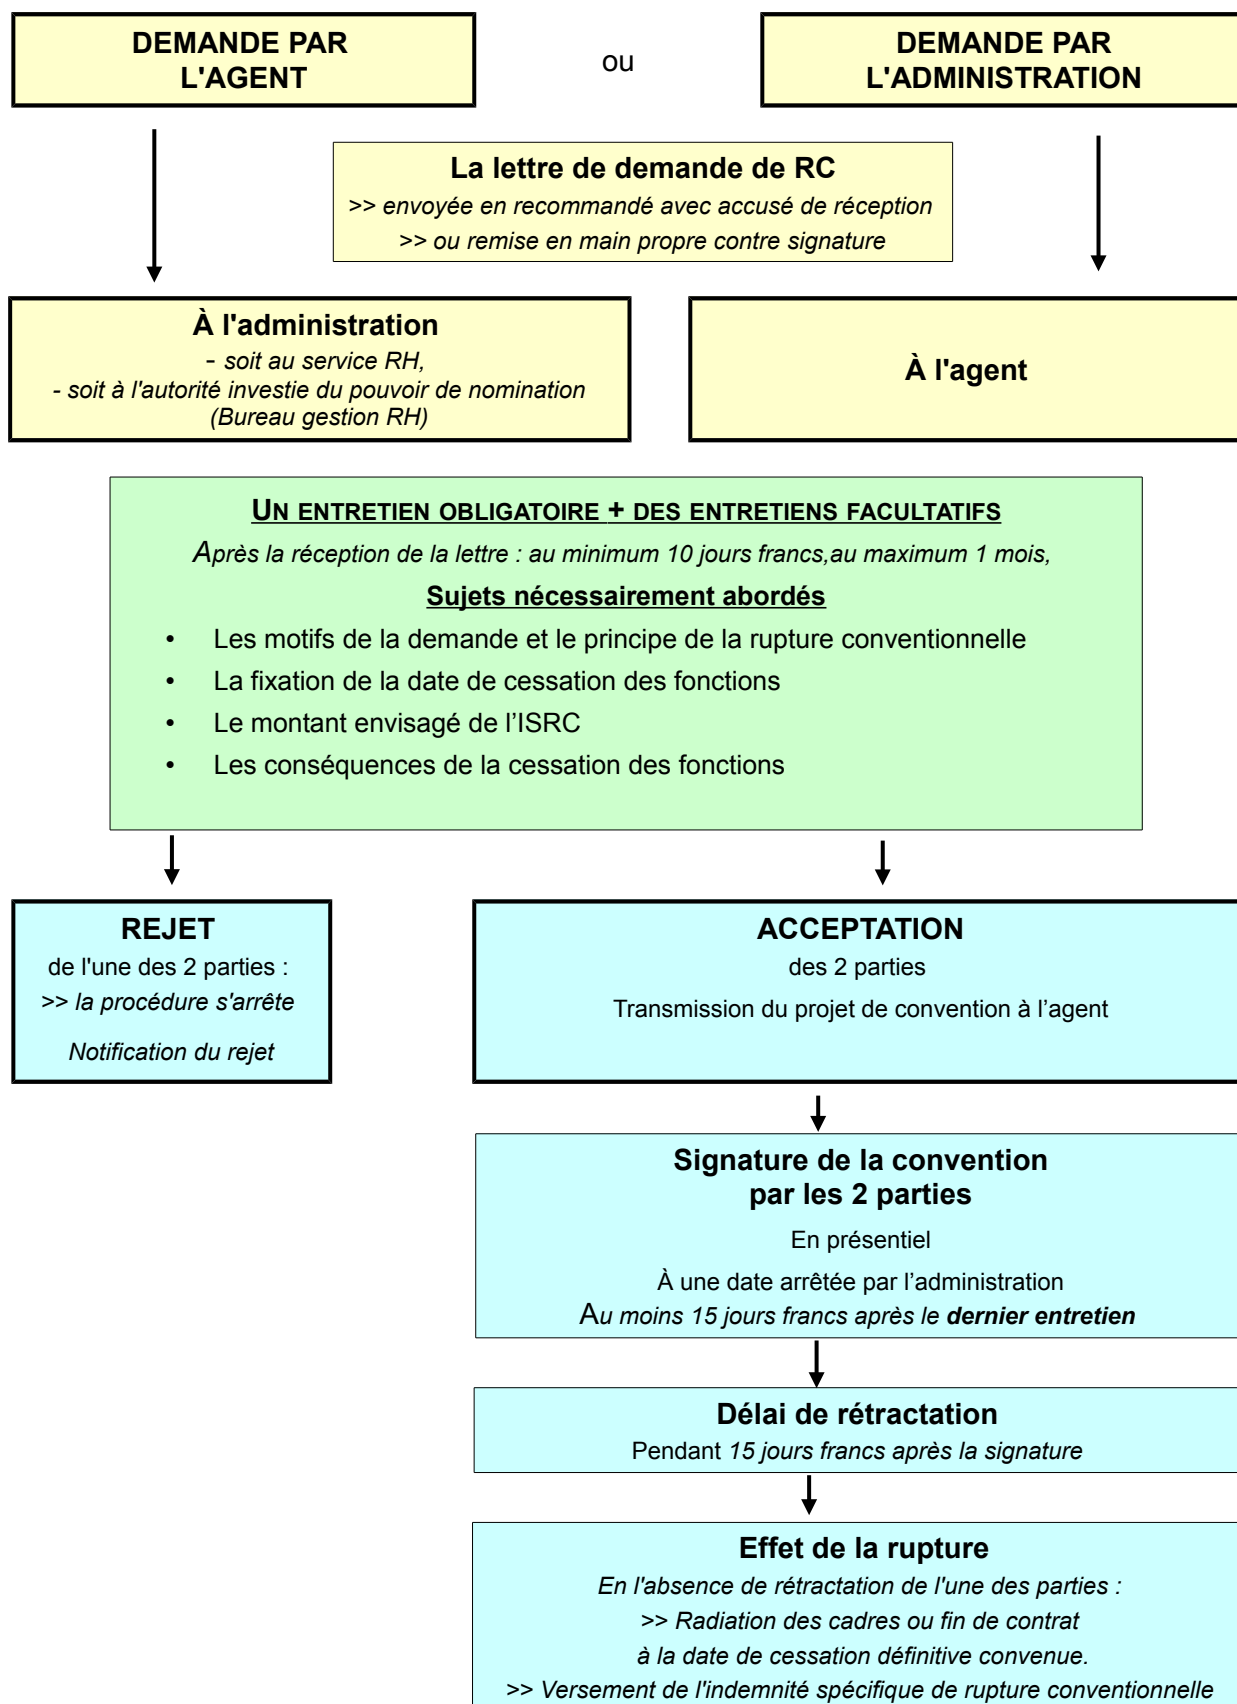 DEMANDE PAR
L'AGENT
ou
DEMANDE PAR
L'ADMINISTRATION
La lettre de demande de RC
>> envoyée en recommandé avec accusé de réception
>> ou remise en main propre contre signature
À l'administration
- soit au service RH,
- soit à l'autorité investie du pouvoir de nomination
(Bureau gestion RH)
À l'agent
UN ENTRETIEN OBLIGATOIRE + DES ENTRETIENS FACULTATIFS
Après la réception de la lettre : au minimum 10 jours francs,au maximum 1 mois,
Sujets nécessairement abordés
• Les motifs de la demande et le principe de la rupture conventionnelle
• La fixation de la date de cessation des fonctions
• Le montant envisagé de l’ISRC
• Les conséquences de la cessation des fonctions
REJET
de l'une des 2 parties :
>> la procédure s'arrête
Notification du rejet
ACCEPTATION
des 2 parties
Transmission du projet de convention à l’agent
Signature de la convention
par les 2 parties
En présentiel
À une date arrêtée par l’administration
Au moins 15 jours francs après le dernier entretien
Délai de rétractation
Pendant 15 jours francs après la signature
Effet de la rupture
En l'absence de rétractation de l'une des parties :
>> Radiation des cadres ou fin de contrat
à la date de cessation définitive convenue.
>> Versement de l'indemnité spécifique de rupture conventionnelle